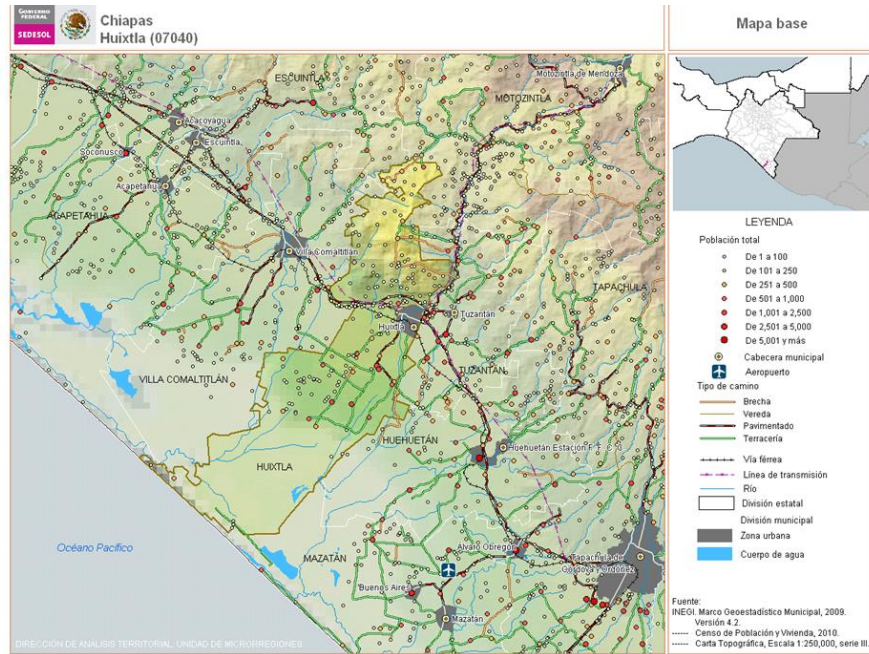 GOBIERNO
FEDERAL
SEDESOL
Chiapas
Huixtla (07040)
Mapa base
ESCUINTLA
Motozintla de Mendoza
MOTOZINTLA
Acacoyagua
Escuintla
Soconusco
Acapetahu
ACAPETAHUA
Villa Comaltitlán
TAPACHULA
Tuzantán
Huixtla
TUZANTÁN
VILLA COMALTITLÁN
HUEHUETÁN
Huehuetán Estación F. F. C. C.
HUIXTLA
Océano Pacífico
MAZATÁN
Álvaro Obregón
Tapachula de
Córdova y Ordóñez
Buenos Aire
Mazatán
DIRECCIÓN DE ANÁLISIS TERRITORIAL, UNIDAD DE MICRORREGIONES
LEYENDA
Población total
De 1 a 100
De 101 a 250
De 251 a 500
De 501 a 1,000
De 1,001 a 2,500
De 2,501 a 5,000
De 5,001 y más
Cabecera municipal
Aeropuerto
Tipo de camino
Brecha
Vereda
Pavimentado
Terracería
Vía férrea
Línea de transmisión
Río
División estatal
División municipal
Zona urbana
Cuerpo de agua
Fuente:
INEGI. Marco Geoestadístico Municipal, 2009.
Versión 4.2.
------ Censo de Población y Vivienda, 2010.
------ Carta Topográfica, Escala 1:250,000, serie III.